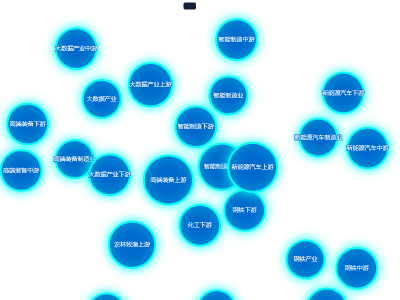 智能制造中游
大数据产业中游
大数据产业上游
新能源汽车下游
智能制造业
大数据产业
高端装备下游
智能制造下游
新能源汽车制造业
新能源汽车中游
高端装备制造业
智能
新能源汽车上游
高端装备中游
大数据产业下游
高端装备上游
钢铁下游
化工下游
农林牧渔上游
钢铁产业
钢铁中游